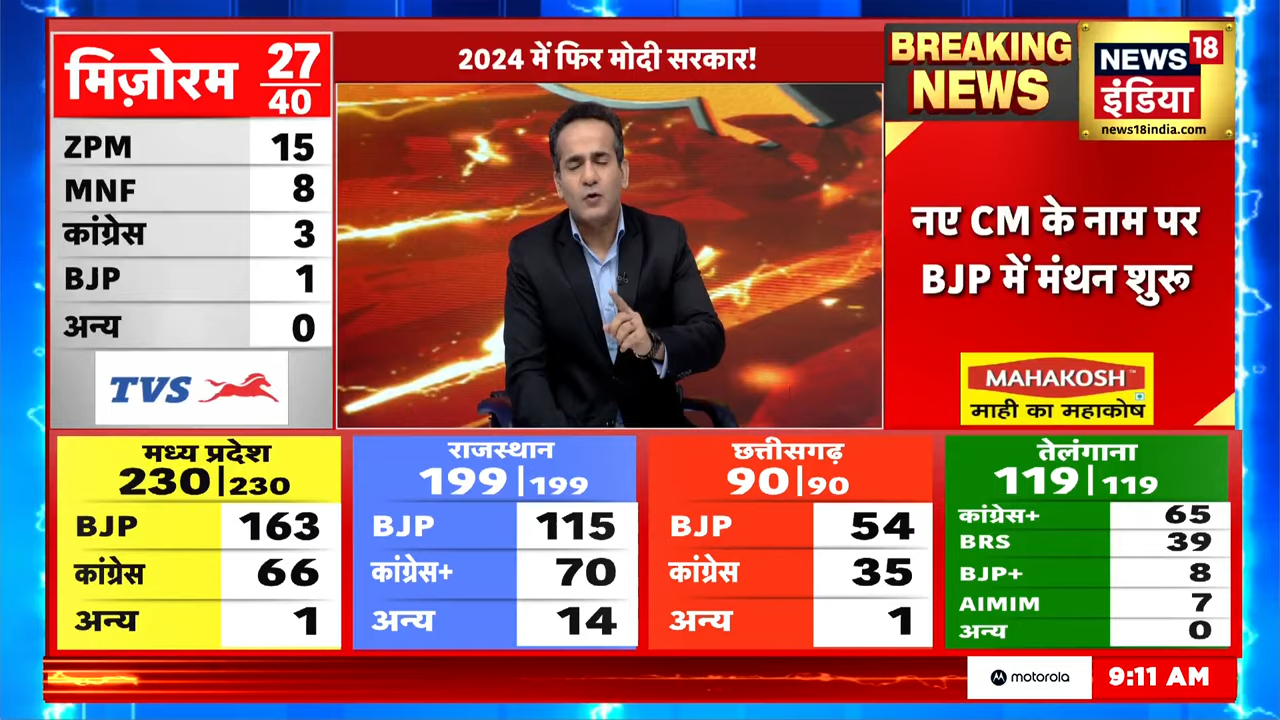 मिज़ोरम 27
40
ZPM 15
MNF 8
कांग्रेस 3
BJP 1
अन्य 0
TVS
2024 में फिर मोदी सरकार!
BREAKING
NEWS
NEWS 18
इंडिया
news18india.com
नए CM के नाम पर
BJP में मंथन शुरू
MAHAKOSH™
माही का महाकोष
मध्य प्रदेश
230|230
BJP 163
कांग्रेस 66
अन्य 1
राजस्थान
199|199
BJP 115
कांग्रेस+ 70
अन्य 14
छत्तीसगढ़
90|90
BJP 54
कांग्रेस 35
अन्य 1
तेलंगाना
119|119
कांग्रेस+ 65
BRS 39
BJP+ 8
AIMIM 7
अन्य 0
motorola
9:11 AM